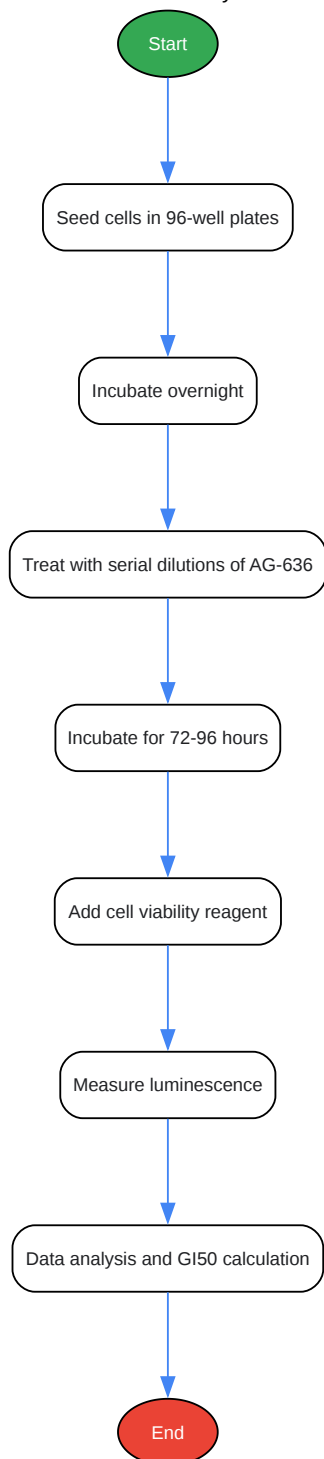 Start
Seed cells in 96-well plates
Incubate overnight
Treat with serial dilutions of AG-636
Incubate for 72-96 hours
Add cell viability reagent
Measure luminescence
Data analysis and GI50 calculation
End